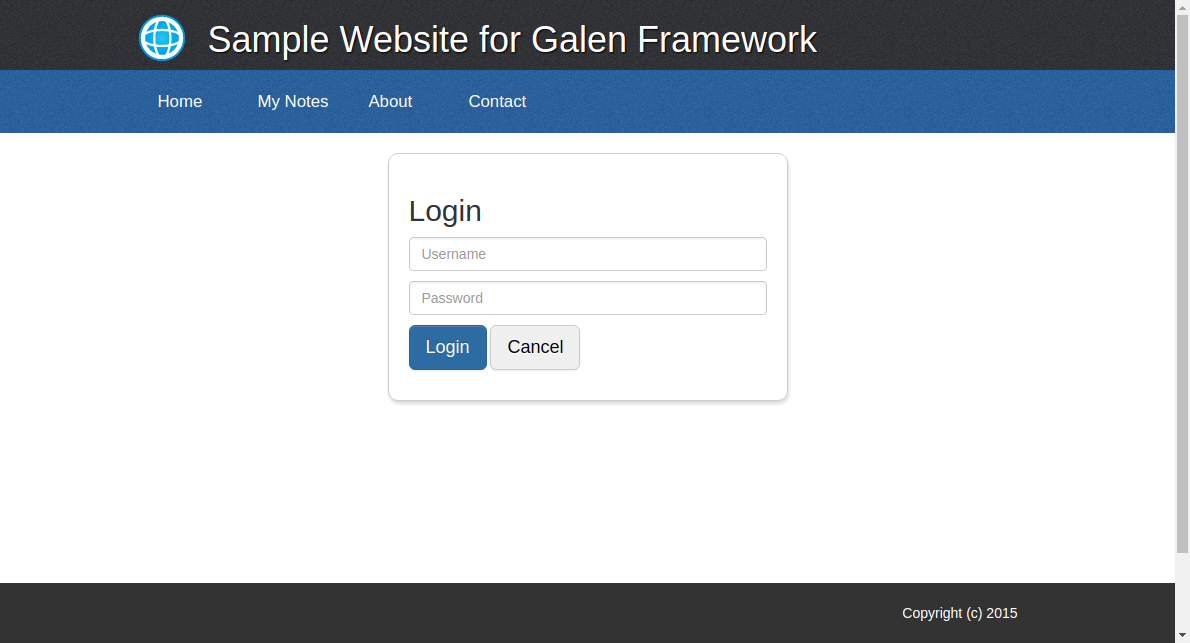 Sample Website for Galen Framework
Home My Notes About Contact
Login
Username
Password
Login Cancel
Copyright (c) 2015